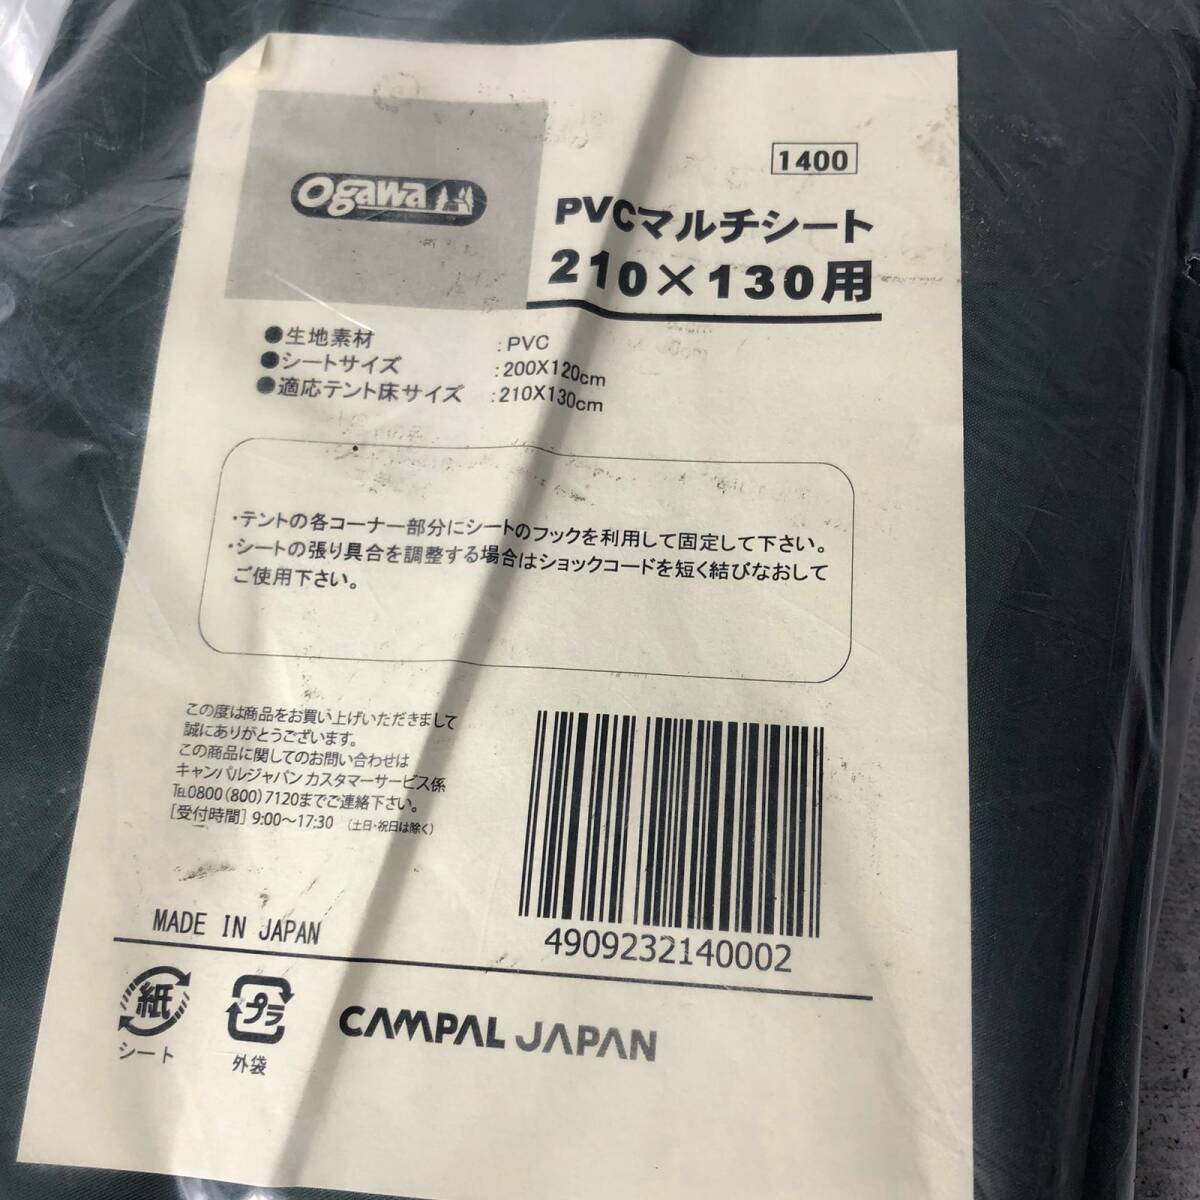 Ogawa
1400
PVCマルチシート
210×130用
●生地素材 :PVC
●シートサイズ :200X120cm
●適応テント床サイズ :210X130cm
・テントの各コーナー部分にシートのフックを利用して固定して下さい。
・シートの張り具合を調整する場合はショックコードを短く結びなおして
ご使用下さい。
この度は商品をお買い上げいただきまして
誠にありがとうございます。
この商品に関してのお問い合わせは
キャンパルジャパン カスタマーサービス係
TEL0800(800)7120までご連絡下さい。
[受付時間] 9:00～17:30 (土日・祝日は除く)
4909232140002
MADE IN JAPAN
紙
シート
プラ
外袋
CAMPAL JAPAN